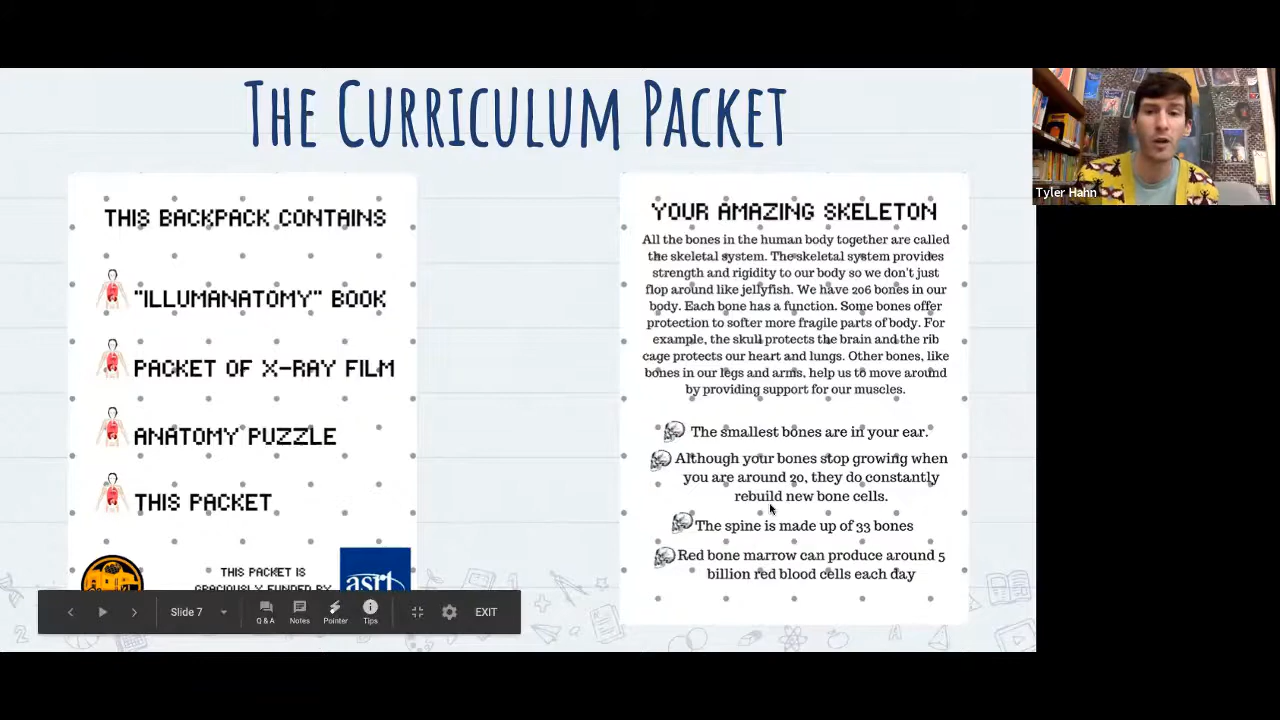 THE CURRICULUM PACKET
Tyler Hahn
THIS BACKPACK CONTAINS
"ILLUMANATOMY" BOOK
PACKET OF X-RAY FILM
ANATOMY PUZZLE
THIS PACKET
THIS PACKET IS
GRACIOUSLY FUNDED BY
asrt
YOUR AMAZING SKELETON
All the bones in the human body together are called
the skeletal system. The skeletal system provides
strength and rigidity to our body so we don't just
flop around like jellyfish. We have 206 bones in our
body. Each bone has a function. Some bones offer
protection to softer more fragile parts of body. For
example, the skull protects the brain and the rib
cage protects our heart and lungs. Other bones, like
bones in our legs and arms, help us to move around
by providing support for our muscles.
The smallest bones are in your ear.
Although your bones stop growing when
you are around 20, they do constantly
rebuild new bone cells.
The spine is made up of 33 bones
Red bone marrow can produce around 5
billion red blood cells each day
Slide 7
Q & A
Notes
Pointer
Tips
EXIT